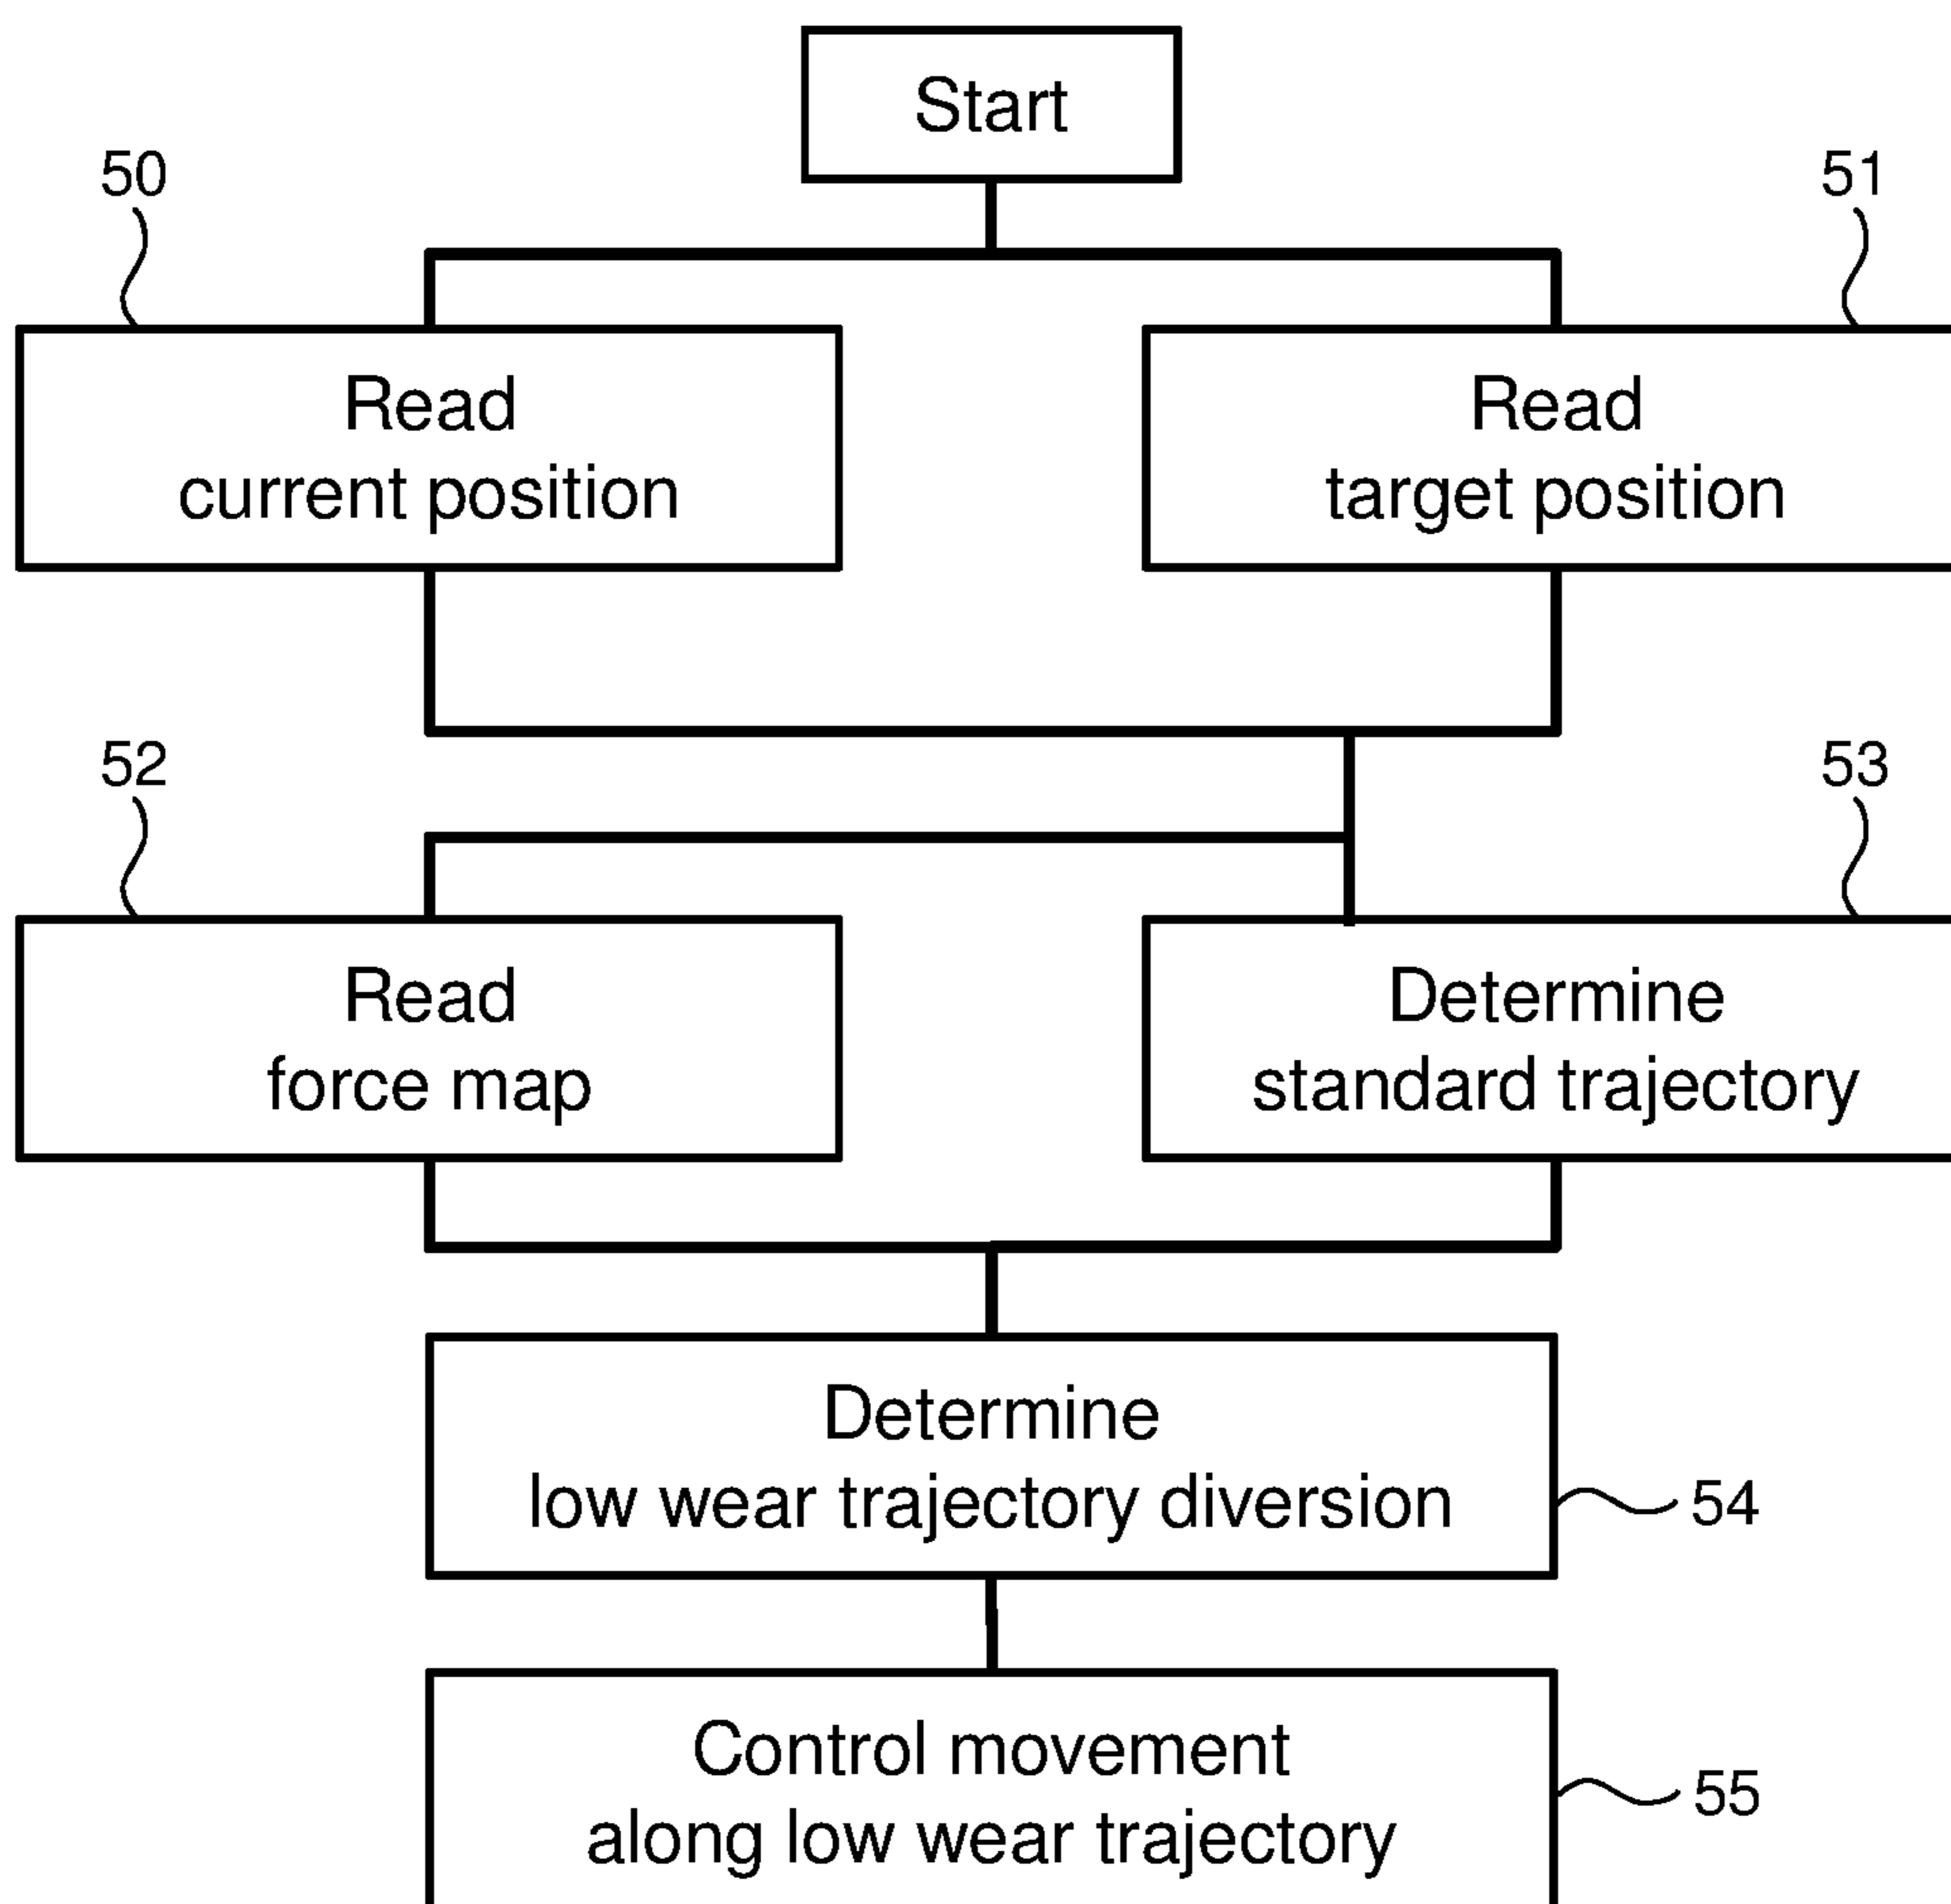 Start
50
51
Read
current position
Read
target position
52
53
Read
force map
Determine
standard trajectory
Determine
low wear trajectory diversion
54
Control movement
along low wear trajectory
55